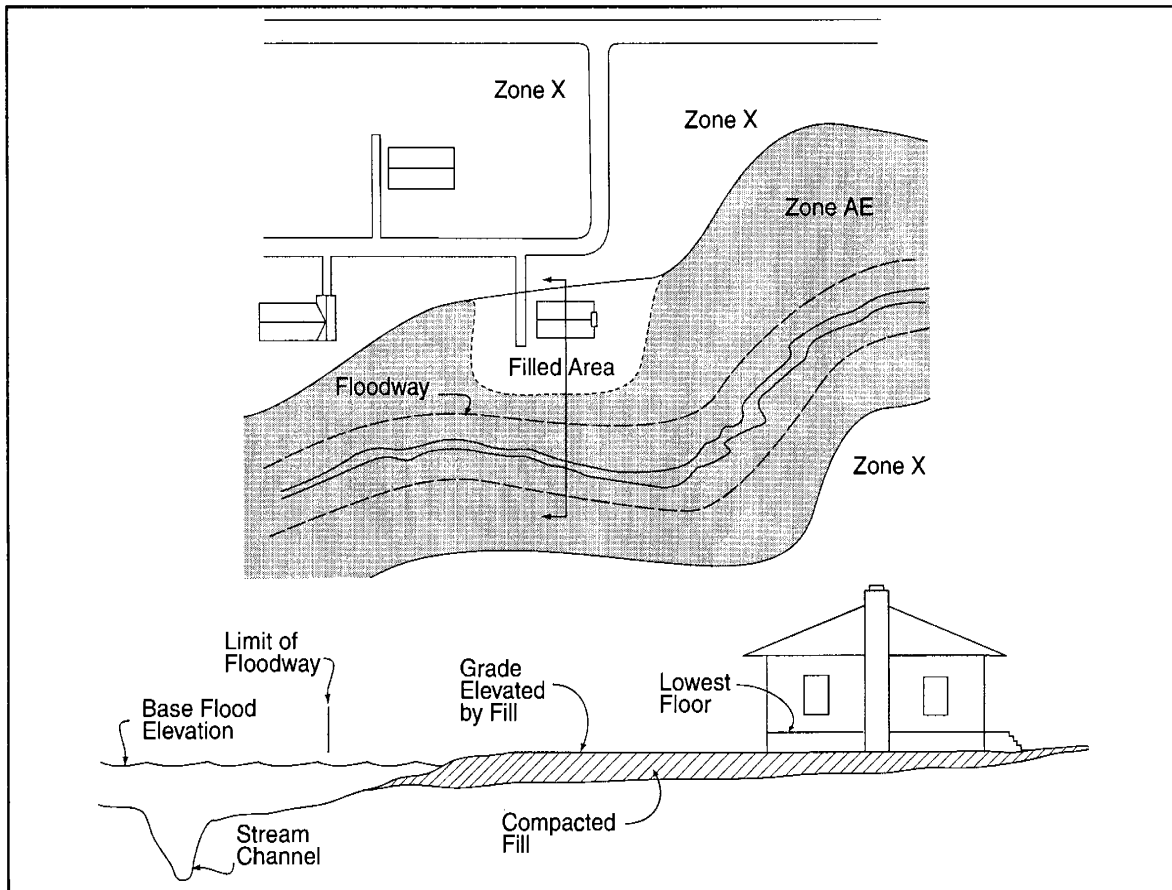 Zone X
Zone X
Zone AE
Filled Area
Floodway
Zone X
Limit of
Floodway
Base Flood
Elevation
Grade
Elevated
by Fill
Lowest
Floor
Stream
Channel
Compacted
Fill